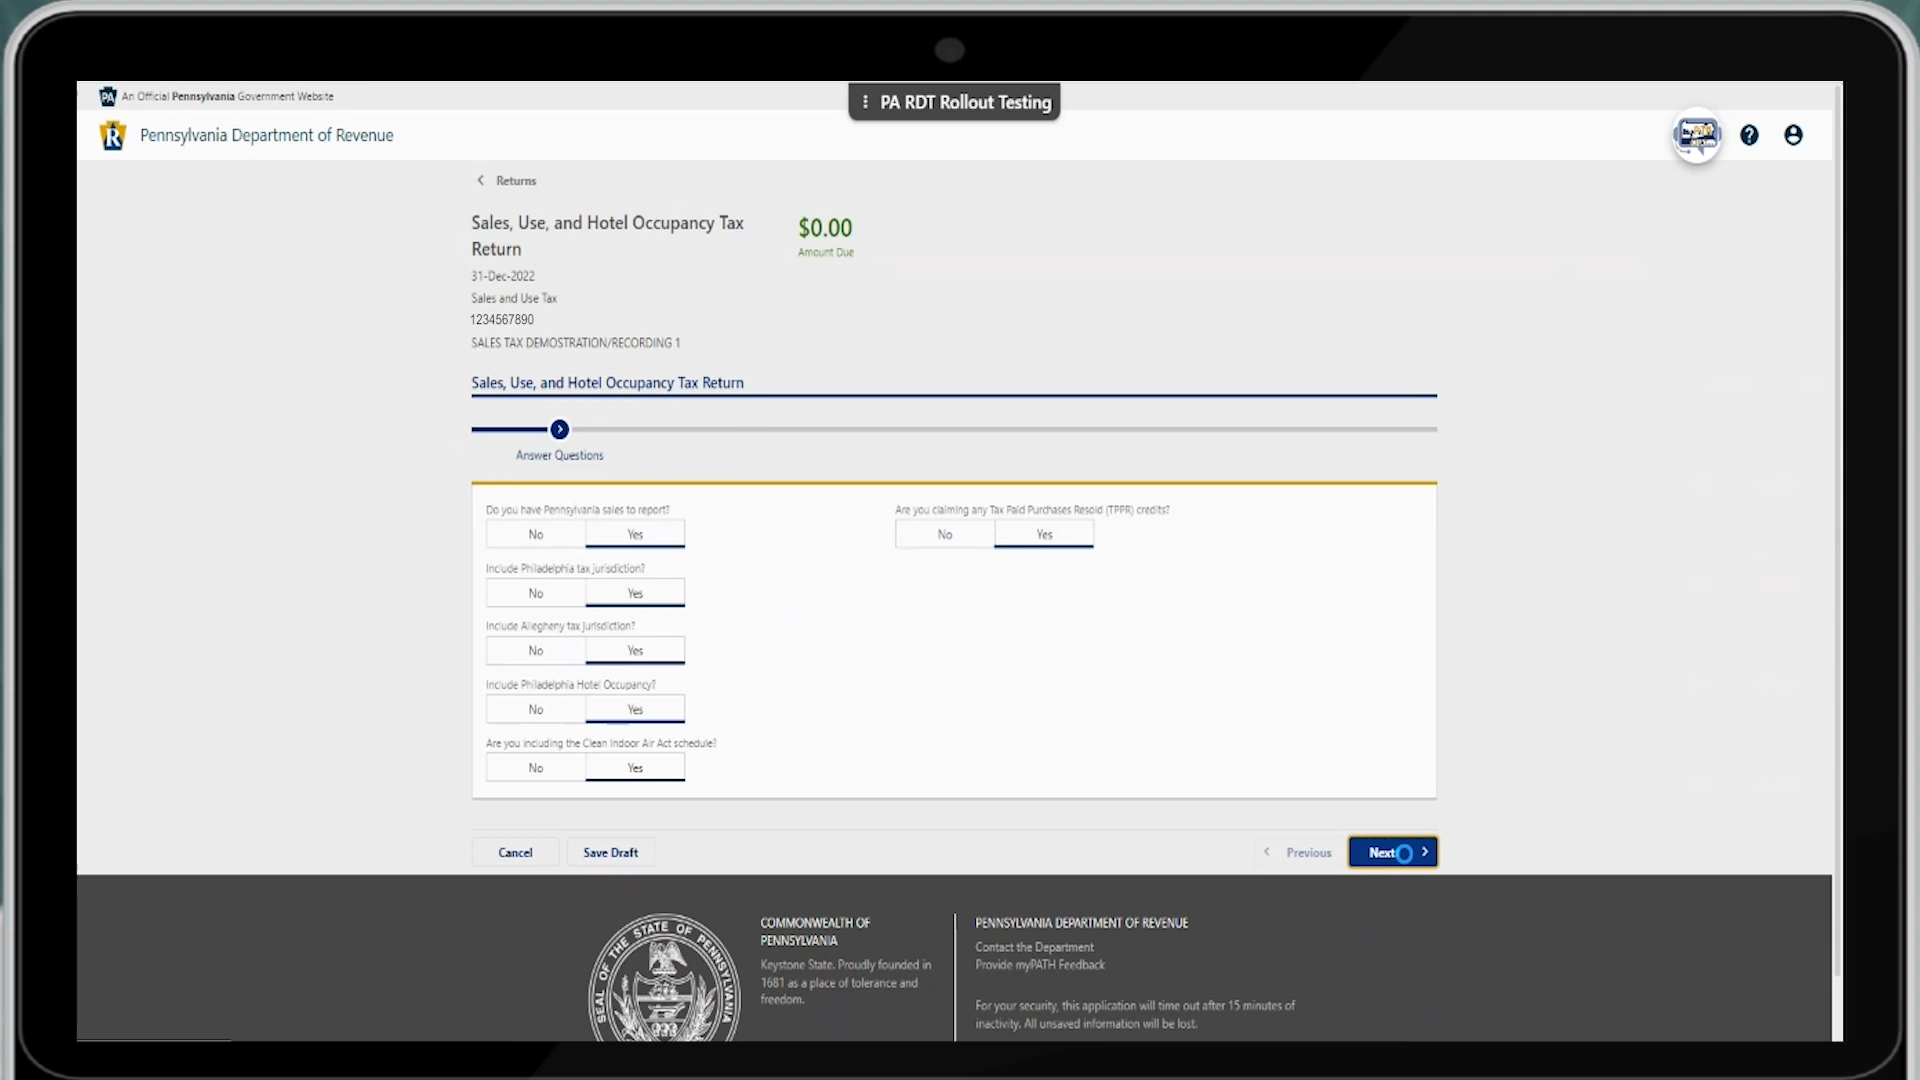 PA An Official Pennsylvania Government Website
PA RDT Rollout Testing
R Pennsylvania Department of Revenue
Returns
Sales, Use, and Hotel Occupancy Tax
Return
$0.00
Amount Due
31-Dec-2022
Sales and Use Tax
1234567890
SALES TAX DEMOSTRATION/RECORDING 1
Sales, Use, and Hotel Occupancy Tax Return
Answer Questions
Do you have Pennsylvania sales to report?
No Yes
Are you claiming any Tax Paid Purchases Resold (TPPR) credits?
No Yes
Include Philadelphia tax jurisdiction?
No Yes
Include Allegheny tax jurisdiction?
No Yes
Include Philadelphia Hotel Occupancy?
No Yes
Are you including the Clean Indoor Air Act schedule?
No Yes
Cancel Save Draft Previous Next
SEAL OF THE STATE OF PENNSYLVANIA
COMMONWEALTH OF
PENNSYLVANIA
Keystone State. Proudly founded in
1681 as a place of tolerance and
freedom.
PENNSYLVANIA DEPARTMENT OF REVENUE
Contact the Department
Provide myPATH Feedback
For your security, this application will time out after 15 minutes of
inactivity. All unsaved information will be lost.